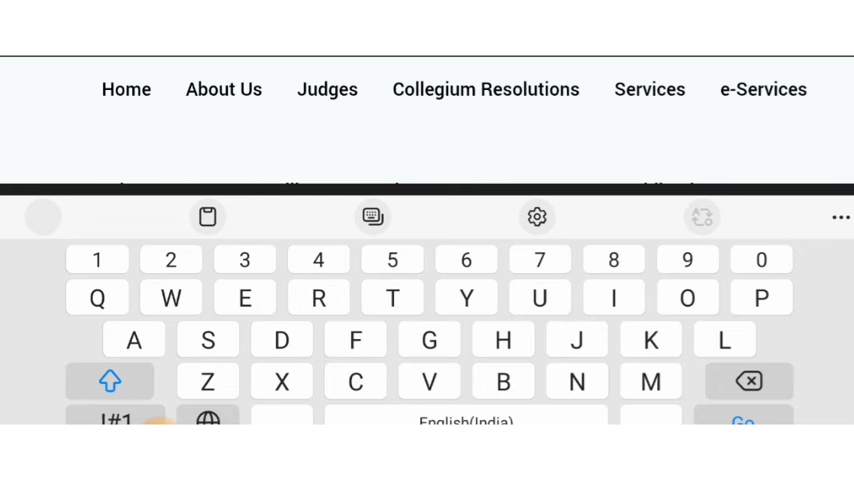 Home About Us Judges Collegium Resolutions Services e-Services
1 2 3 4 5 6 7 8 9 0
Q W E R T Y U I O P
A S D F G H J K L
Z X C V B N M
!#1 English(India) Go